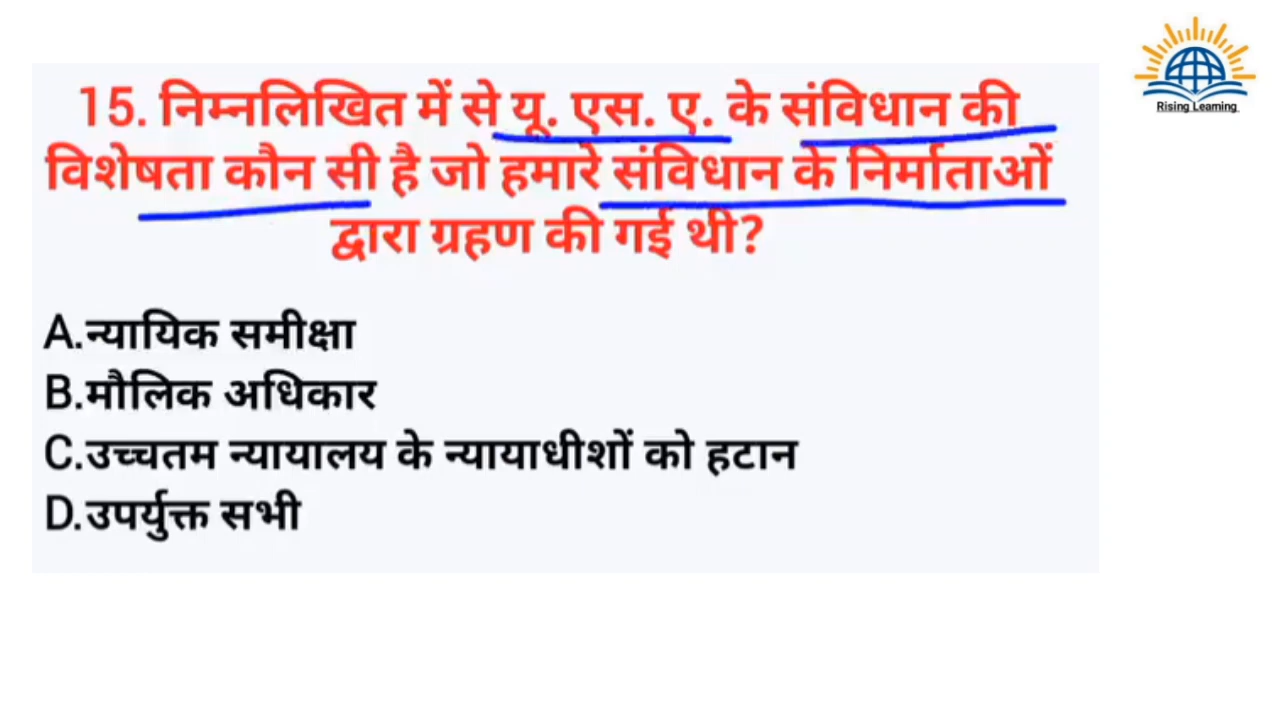 Rising Learning
15. निम्नलिखित में से यू. एस. ए. के संविधान की
विशेषता कौन सी है जो हमारे संविधान के निर्माताओं
द्वारा ग्रहण की गई थी?
A.न्यायिक समीक्षा
B.मौलिक अधिकार
C.उच्चतम न्यायालय के न्यायाधीशों को हटान
D.उपर्युक्त सभी